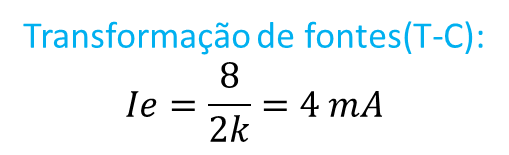 Transformação de fontes(T-C):
Ie = 8/2k = 4 mA